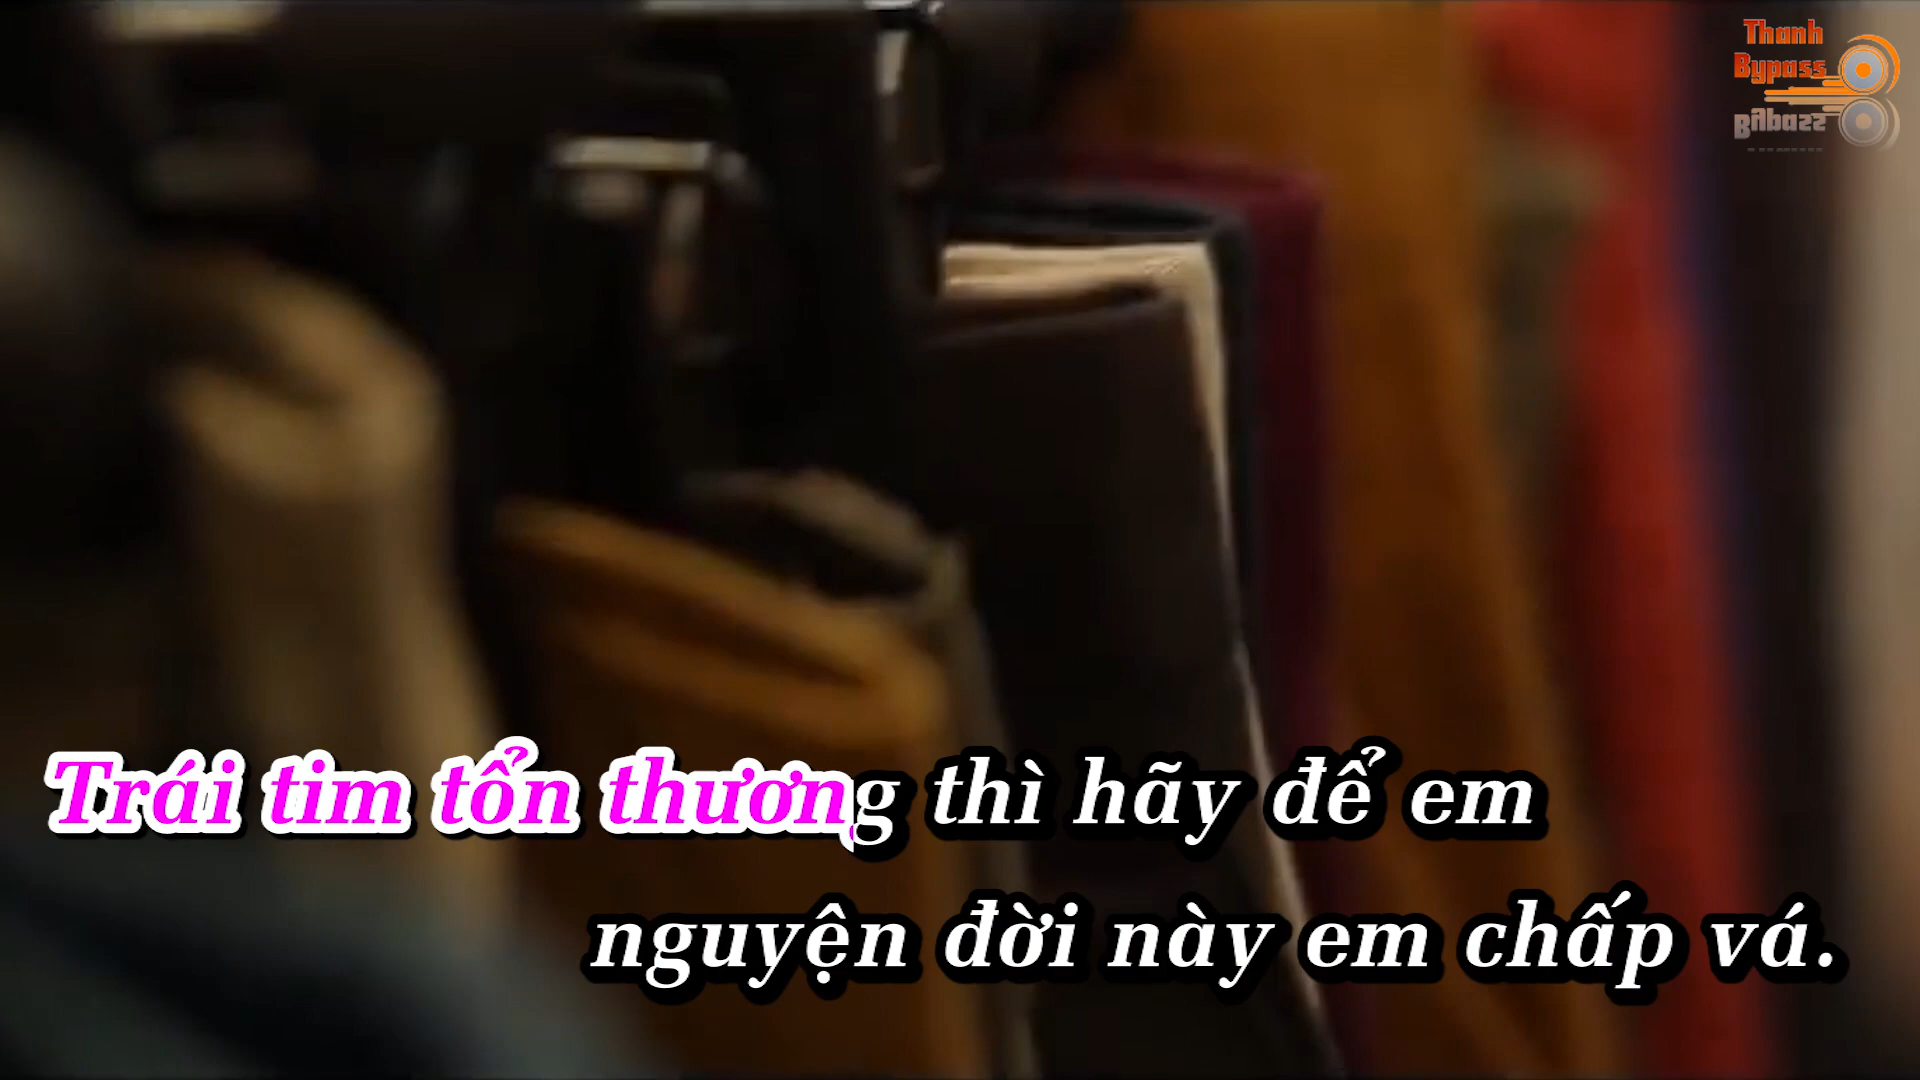 Thanh
Bypass
Trái tim tổn thương thì hãy để em
nguyện đời này em chấp vá.